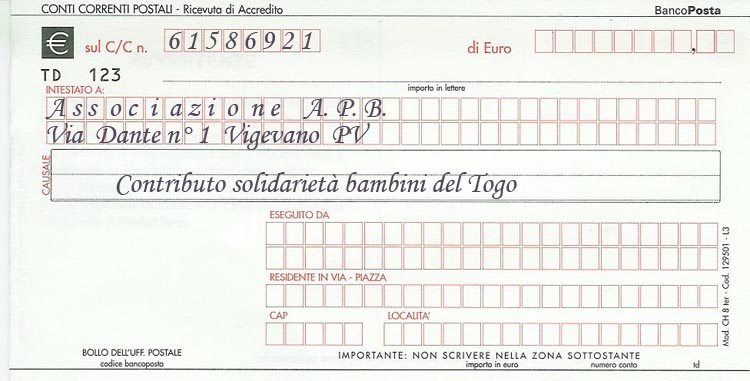 CONTI CORRENTI POSTALI - Ricevuta di Accredito BancoPosta
€ sul C/C n. 61586921 di Euro ,
TD 123
importo in lettere
INTESTATO A:
Associazione A.P.B.
Via Dante n° 1 Vigevano PV
CAUSALE
Contributo solidarietà bambini del Togo
ESEGUITO DA
RESIDENTE IN VIA - PIAZZA
CAP LOCALITA'
Mod. CH 8 ter - Cod. 129501 - L3
BOLLO DELL'UFF. POSTALE
codice bancoposta
IMPORTANTE: NON SCRIVERE NELLA ZONA SOTTOSTANTE
importo in euro numero conto td